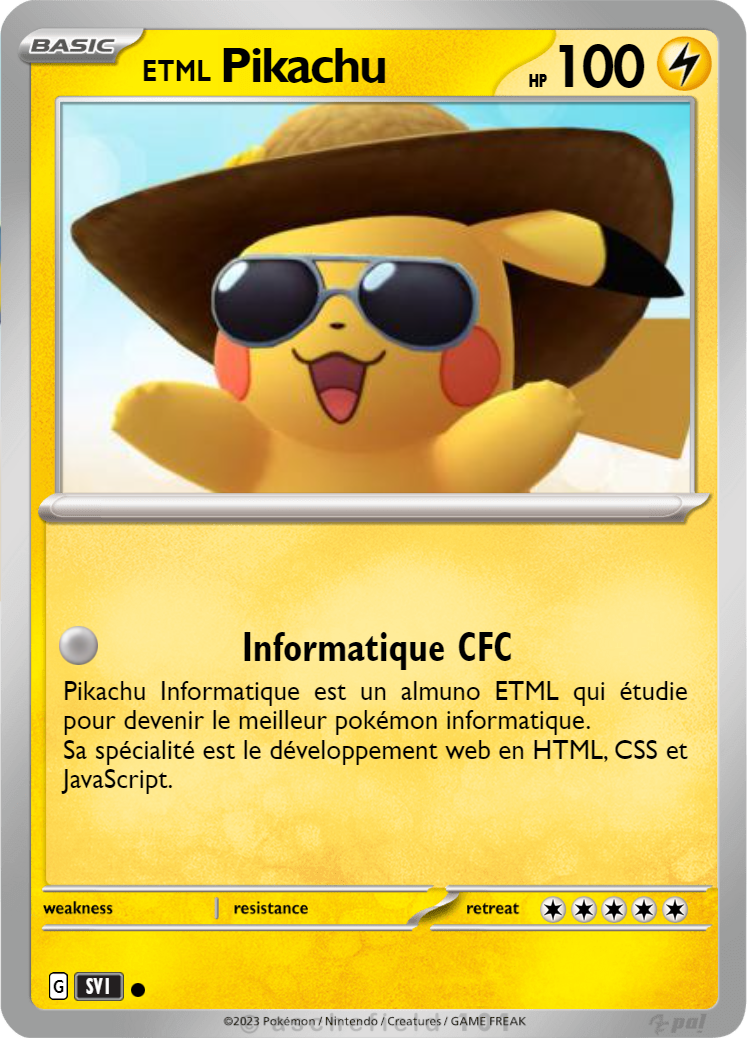 BASIC
ETML Pikachu HP 100
Informatique CFC
Pikachu Informatique est un almuno ETML qui étudie
pour devenir le meilleur pokémon informatique.
Sa spécialité est le développement web en HTML, CSS et
JavaScript.
weakness resistance retreat
G SVI
©2023 Pokémon / Nintendo / Creatures / GAME FREAK